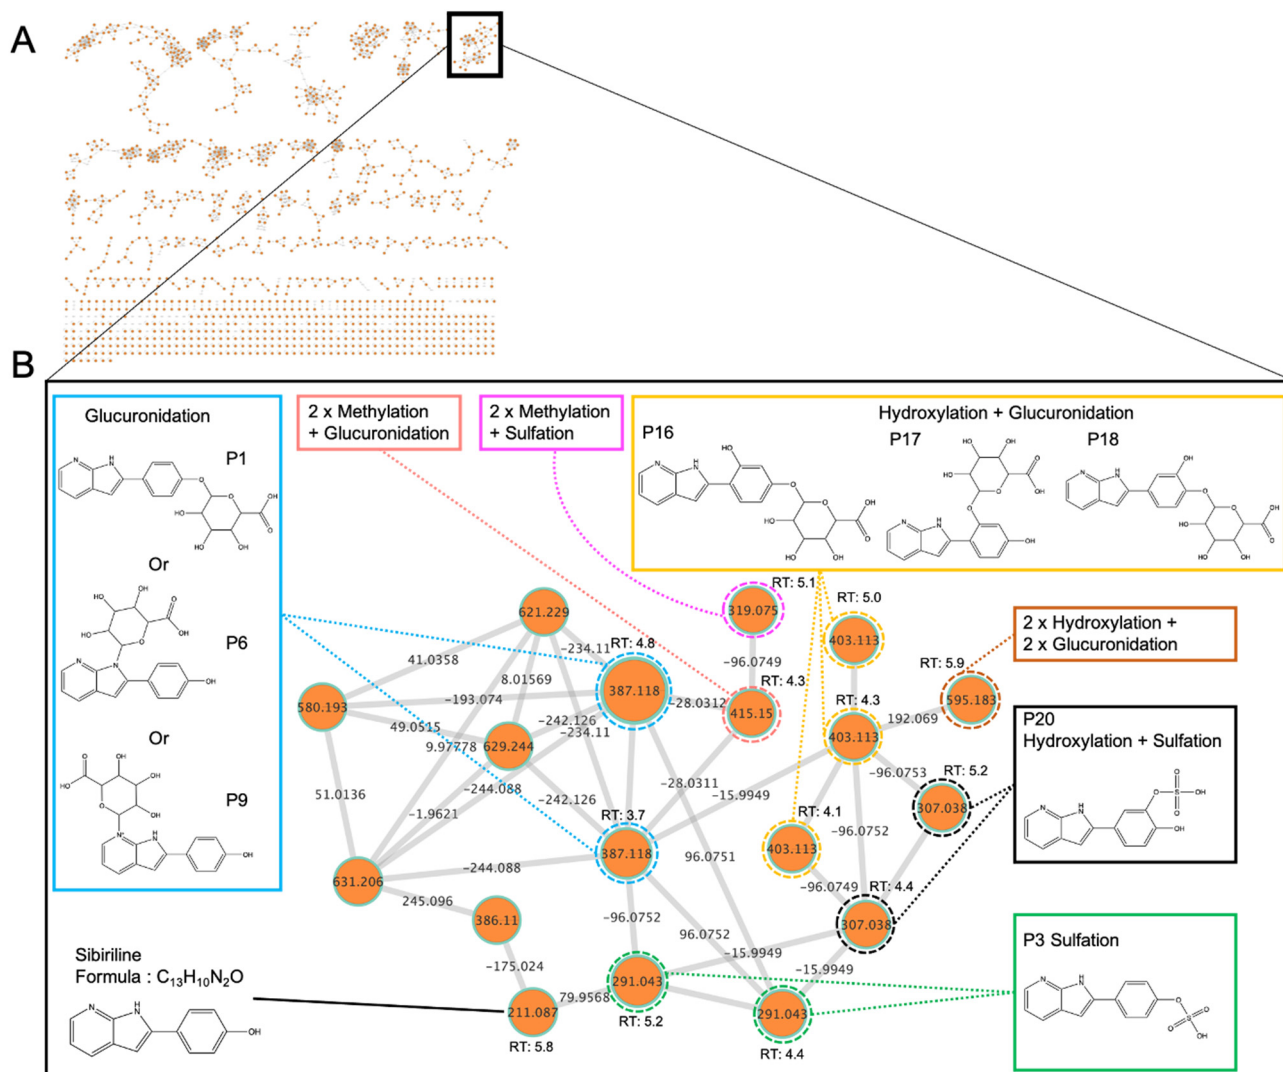 A
B
Glucuronidation
P1
Or
P6
Or
P9
2 x Methylation
+ Glucuronidation
2 x Methylation
+ Sulfation
Hydroxylation + Glucuronidation
P16
P17
P18
2 x Hydroxylation +
2 x Glucuronidation
P20
Hydroxylation + Sulfation
P3 Sulfation
Sibiriline
Formula : C₁₃H₁₀N₂O
RT: 5.1
319.075
RT: 5.0
403.113
621.229
−234.11
RT: 4.8
387.118
41.0358
8.01569
−96.0749
RT: 4.3
415.15
−28.0312
RT: 5.9
595.183
580.193
−193.074
RT: 4.3
403.113
192.069
49.0515
9.97778
629.244
−242.126
−234.11
−96.0753
RT: 5.2
307.038
51.0136
−244.088
−28.0311
−15.9949
−1.9621
−242.126
RT: 3.7
387.118
RT: 4.1
403.113
−96.0752
631.206
−244.088
96.0751
−96.0749
RT: 4.4
307.038
245.096
386.11
−96.0752
96.0752
−15.9949
−15.9949
−175.024
79.9568
291.043
RT: 5.2
211.087
RT: 5.8
291.043
RT: 4.4